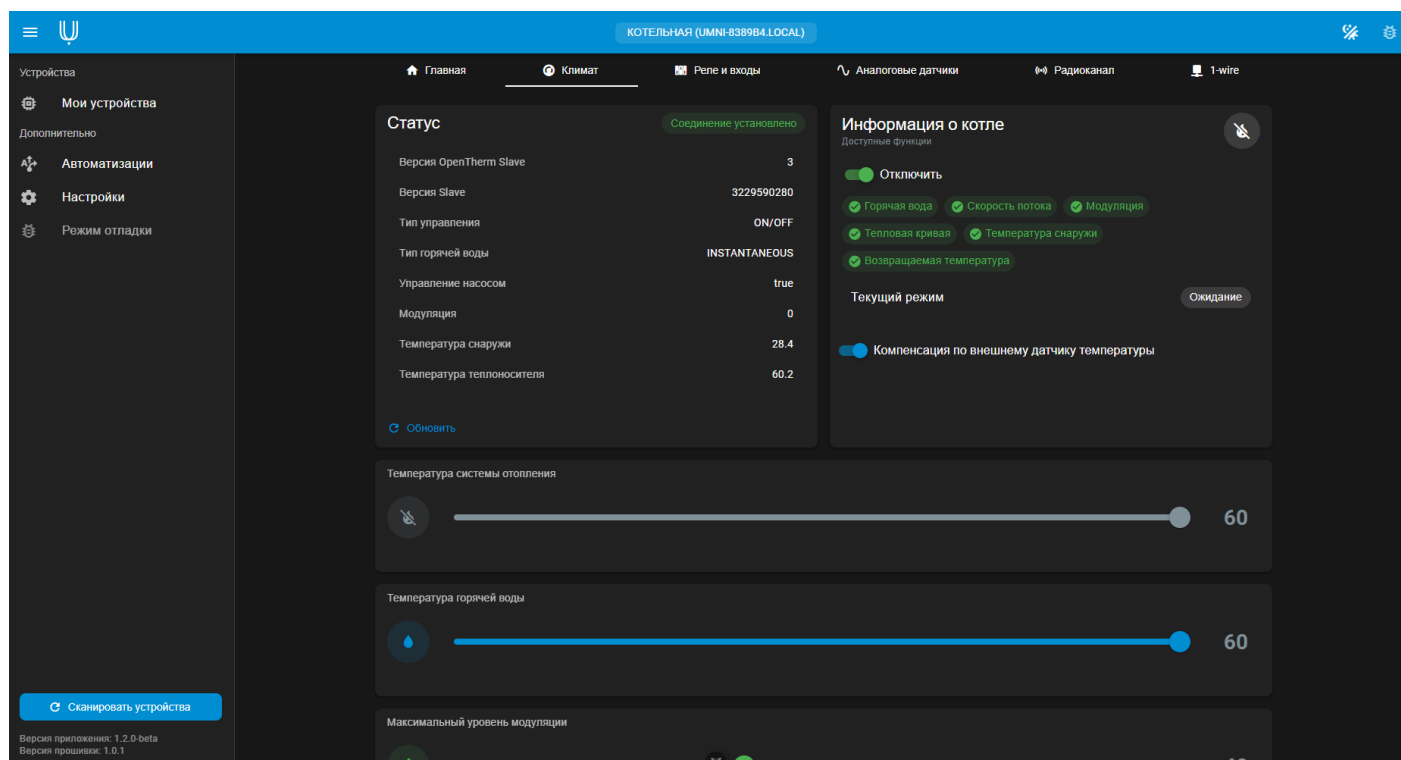 КОТЕЛЬНАЯ (UMNI-8389B4.LOCAL)
Устройства
Мои устройства
Дополнительно
Автоматизации
Настройки
Режим отладки
Сканировать устройства
Версия приложения: 1.2.0-beta
Версия прошивки: 1.0.1
Главная Климат Реле и входы Аналоговые датчики Радиоканал 1-wire
Статус Соединение установлено
Версия OpenTherm Slave 3
Версия Slave 3229590280
Тип управления ON/OFF
Тип горячей воды INSTANTANEOUS
Управление насосом true
Модуляция 0
Температура снаружи 28.4
Температура теплоносителя 60.2
Обновить
Информация о котле
Доступные функции
Отключить
Горячая вода Скорость потока Модуляция
Тепловая кривая Температура снаружи
Возвращаемая температура
Текущий режим Ожидание
Компенсация по внешнему датчику температуры
Температура системы отопления
60
Температура горячей воды
60
Максимальный уровень модуляции